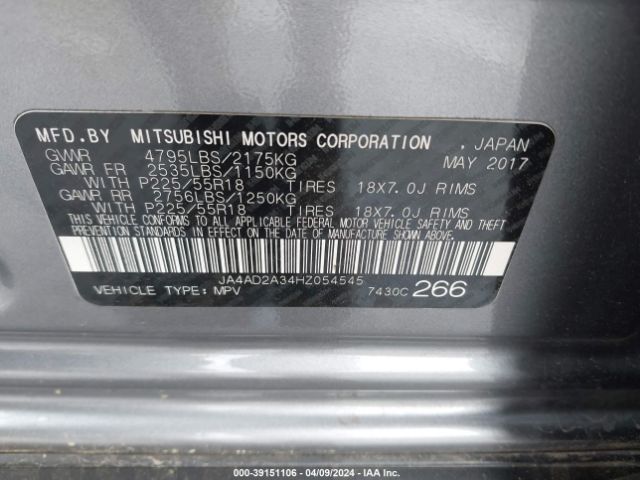 MFD.BY MITSUBISHI MOTORS CORPORATION , JAPAN
GVWR 4795LBS/2175KG MAY 2017
GAWR FR 2535LBS/1150KG
WITH P225/55R18 TIRES 18X7.0J RIMS
GAWR RR 2756LBS/1250KG
WITH P225/55R18 TIRES 18X7.0J RIMS
THIS VEHICLE CONFORMS TO ALL APPLICABLE FEDERAL MOTOR VEHICLE SAFETY AND THEFT
PREVENTION STANDARDS IN EFFECT ON THE DATE OF MANUFACTURE SHOWN ABOVE.
JA4AD2A34HZ054545
VEHICLE TYPE: MPV 7430C 266
000-39151106 04/09/2024 - IAA Inc.